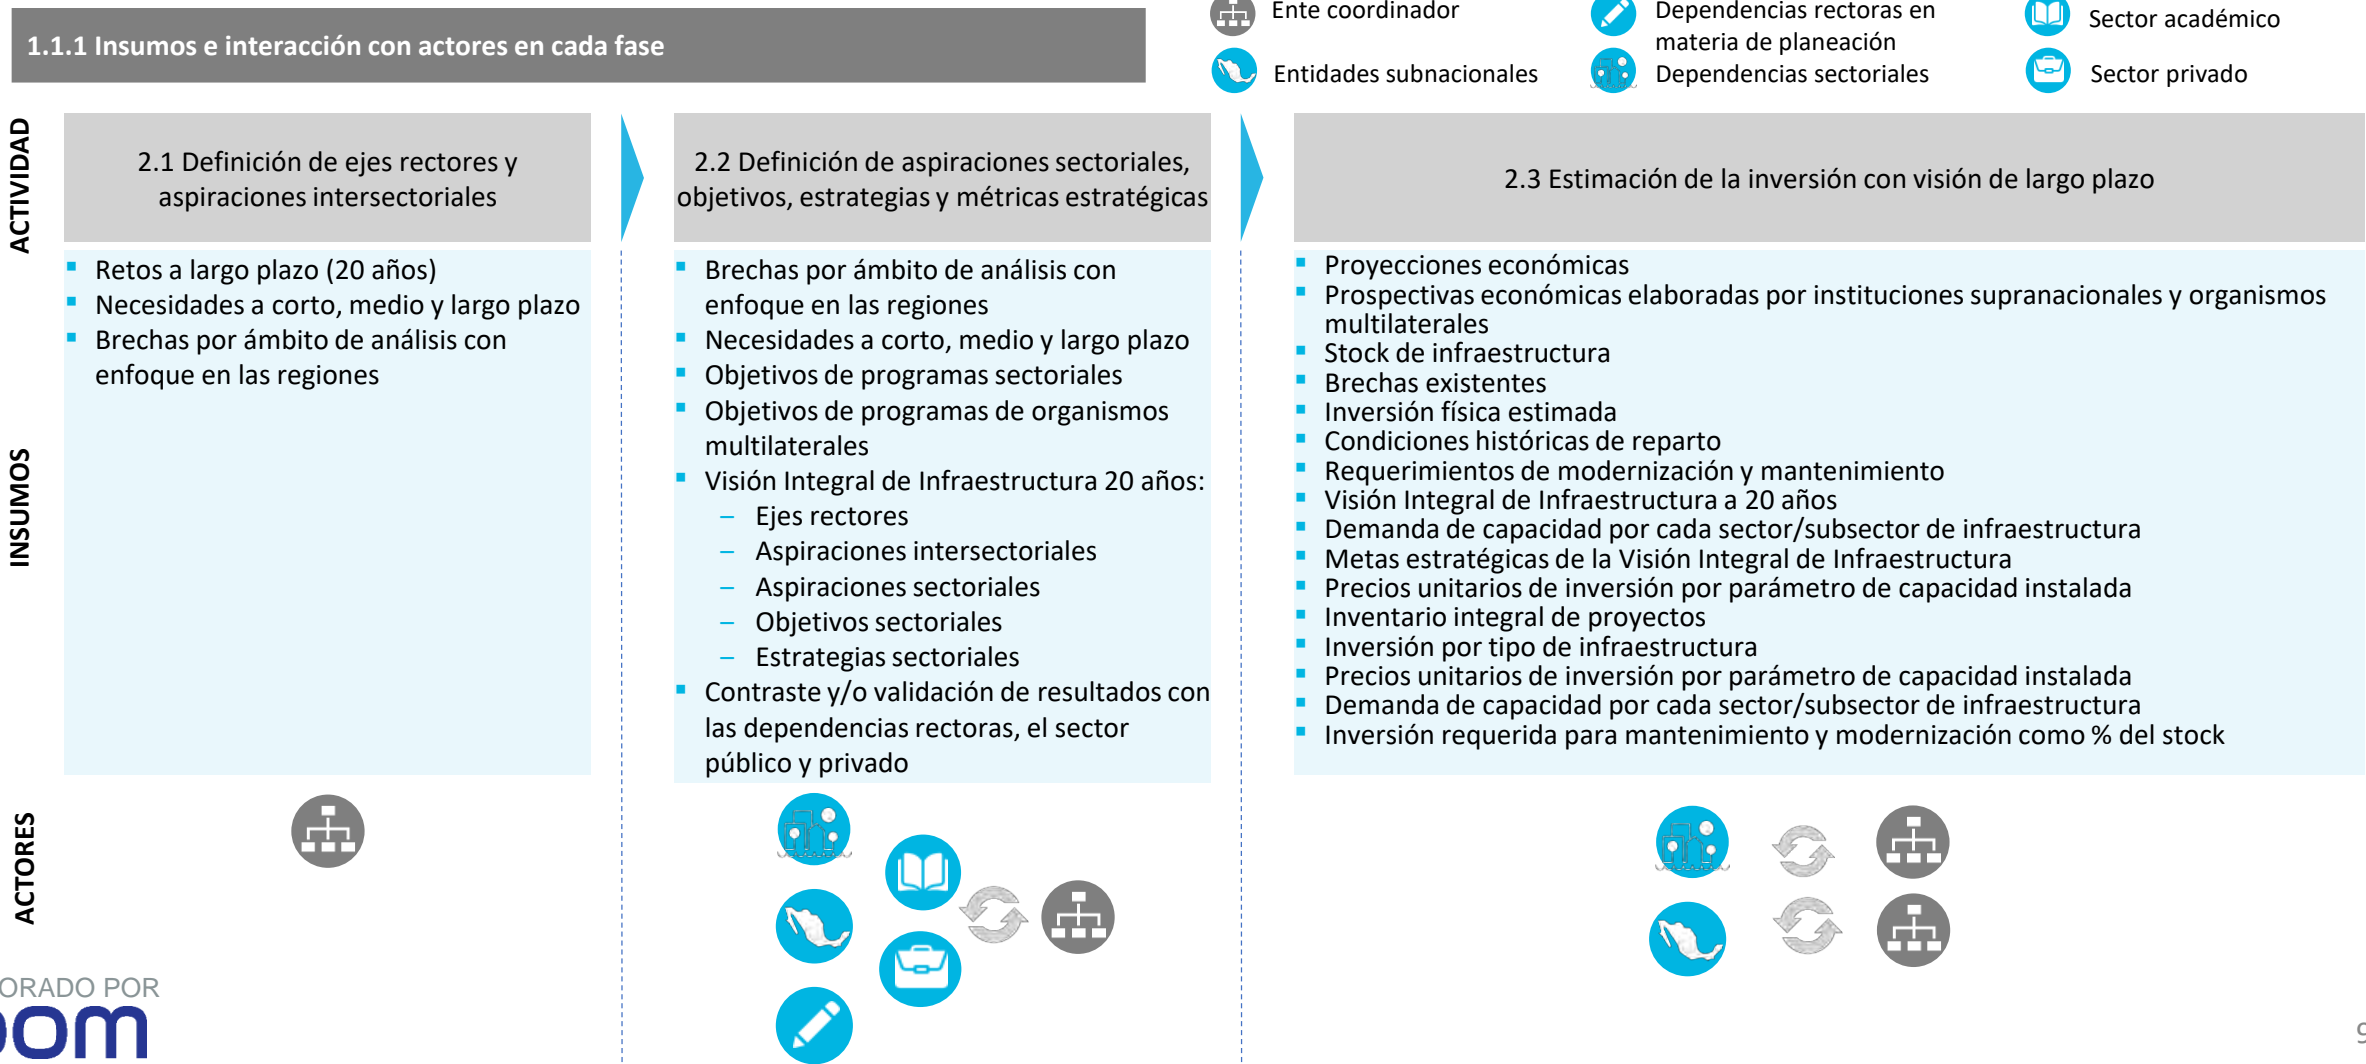 1.1.1 Insumos e interacción con actores en cada fase
Ente coordinador
Entidades subnacionales
Dependencias rectoras en
materia de planeación
Dependencias sectoriales
Sector académico
Sector privado
ACTIVIDAD
2.1 Definición de ejes rectores y
aspiraciones intersectoriales
2.2 Definición de aspiraciones sectoriales,
objetivos, estrategias y métricas estratégicas
2.3 Estimación de la inversión con visión de largo plazo
INSUMOS
▪ Retos a largo plazo (20 años)
▪ Necesidades a corto, medio y largo plazo
▪ Brechas por ámbito de análisis con
enfoque en las regiones
▪ Brechas por ámbito de análisis con
enfoque en las regiones
▪ Necesidades a corto, medio y largo plazo
▪ Objetivos de programas sectoriales
▪ Objetivos de programas de organismos
multilaterales
▪ Visión Integral de Infraestructura 20 años:
– Ejes rectores
– Aspiraciones intersectoriales
– Aspiraciones sectoriales
– Objetivos sectoriales
– Estrategias sectoriales
▪ Contraste y/o validación de resultados con
las dependencias rectoras, el sector
público y privado
▪ Proyecciones económicas
▪ Prospectivas económicas elaboradas por instituciones supranacionales y organismos
multilaterales
▪ Stock de infraestructura
▪ Brechas existentes
▪ Inversión física estimada
▪ Condiciones históricas de reparto
▪ Requerimientos de modernización y mantenimiento
▪ Visión Integral de Infraestructura a 20 años
▪ Demanda de capacidad por cada sector/subsector de infraestructura
▪ Metas estratégicas de la Visión Integral de Infraestructura
▪ Precios unitarios de inversión por parámetro de capacidad instalada
▪ Inventario integral de proyectos
▪ Inversión por tipo de infraestructura
▪ Precios unitarios de inversión por parámetro de capacidad instalada
▪ Demanda de capacidad por cada sector/subsector de infraestructura
▪ Inversión requerida para mantenimiento y modernización como % del stock
ACTORES
ORADO POR
om
9